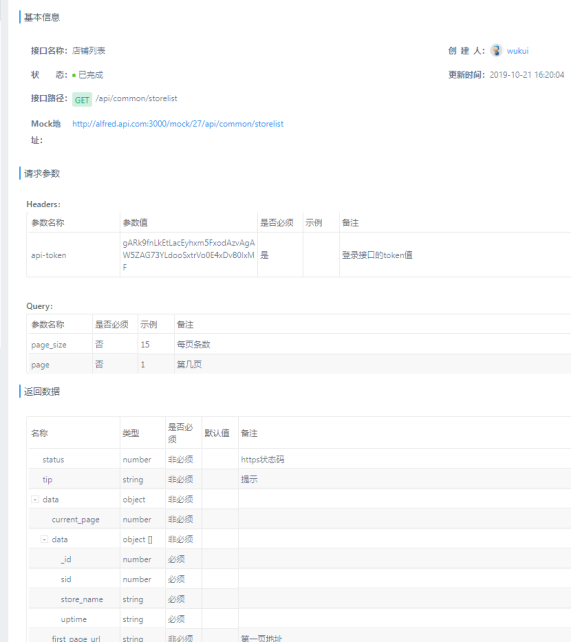 基本信息
接口名称： 店铺列表
创 建 人： wukui
状 态： 已完成
更新时间： 2019-10-21 16:20:04
接口路径： GET /api/common/storelist
Mock地址： http://alfred.api.com:3000/mock/27/api/common/storelist
请求参数
Headers:
参数名称 参数值 是否必须 示例 备注
api-token 是 登录接口的token值
Query:
参数名称 是否必须 示例 备注
page_size 否 15 每页条数
page 否 1 第几页
返回数据
名称 类型 是否必须 默认值 备注
status number 非必须 https状态码
tip string 非必须 提示
data object 非必须
current_page number 非必须
data object [] 非必须
_id number 必须
sid number 必须
store_name string 必须
uptime string 必须
first_page_url string 非必须 第一页地址